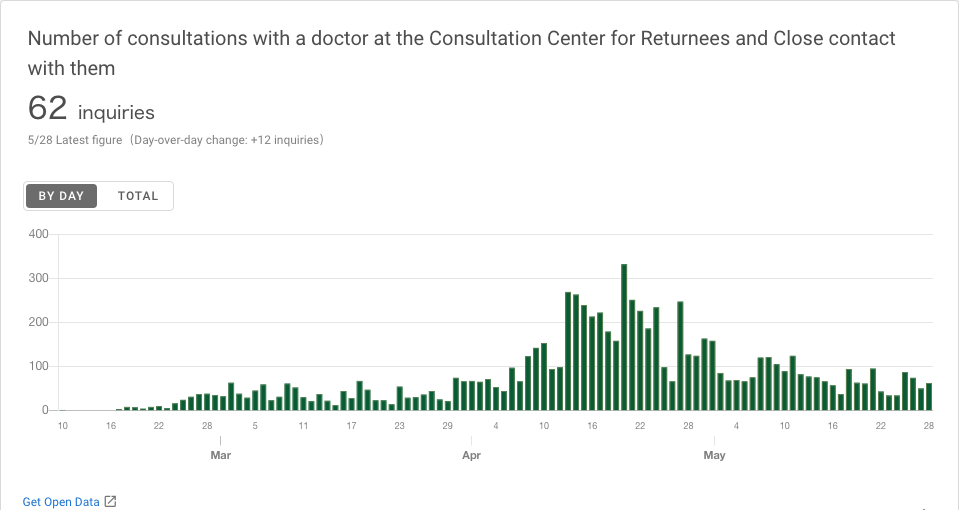 Number of consultations with a doctor at the Consultation Center for Returnees and Close contact
with them
62 inquiries
5/28 Latest figure（Day-over-day change: +12 inquiries）
BY DAY TOTAL
400
300
200
100
0
10 16 22 28 5 11 17 23 29 4 10 16 22 28 4 10 16 22 28
Mar Apr May
Get Open Data